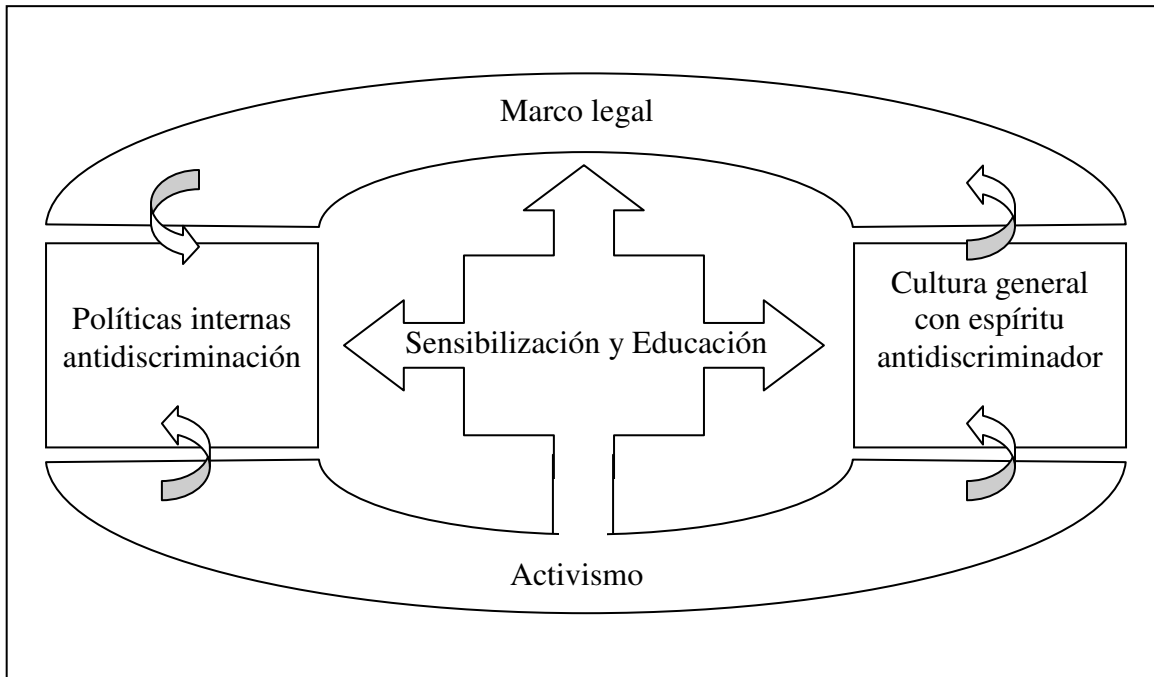 Marco legal
Políticas internas
antidiscriminación
Sensibilización y Educación
Cultura general
con espíritu
antidiscriminador
Activismo